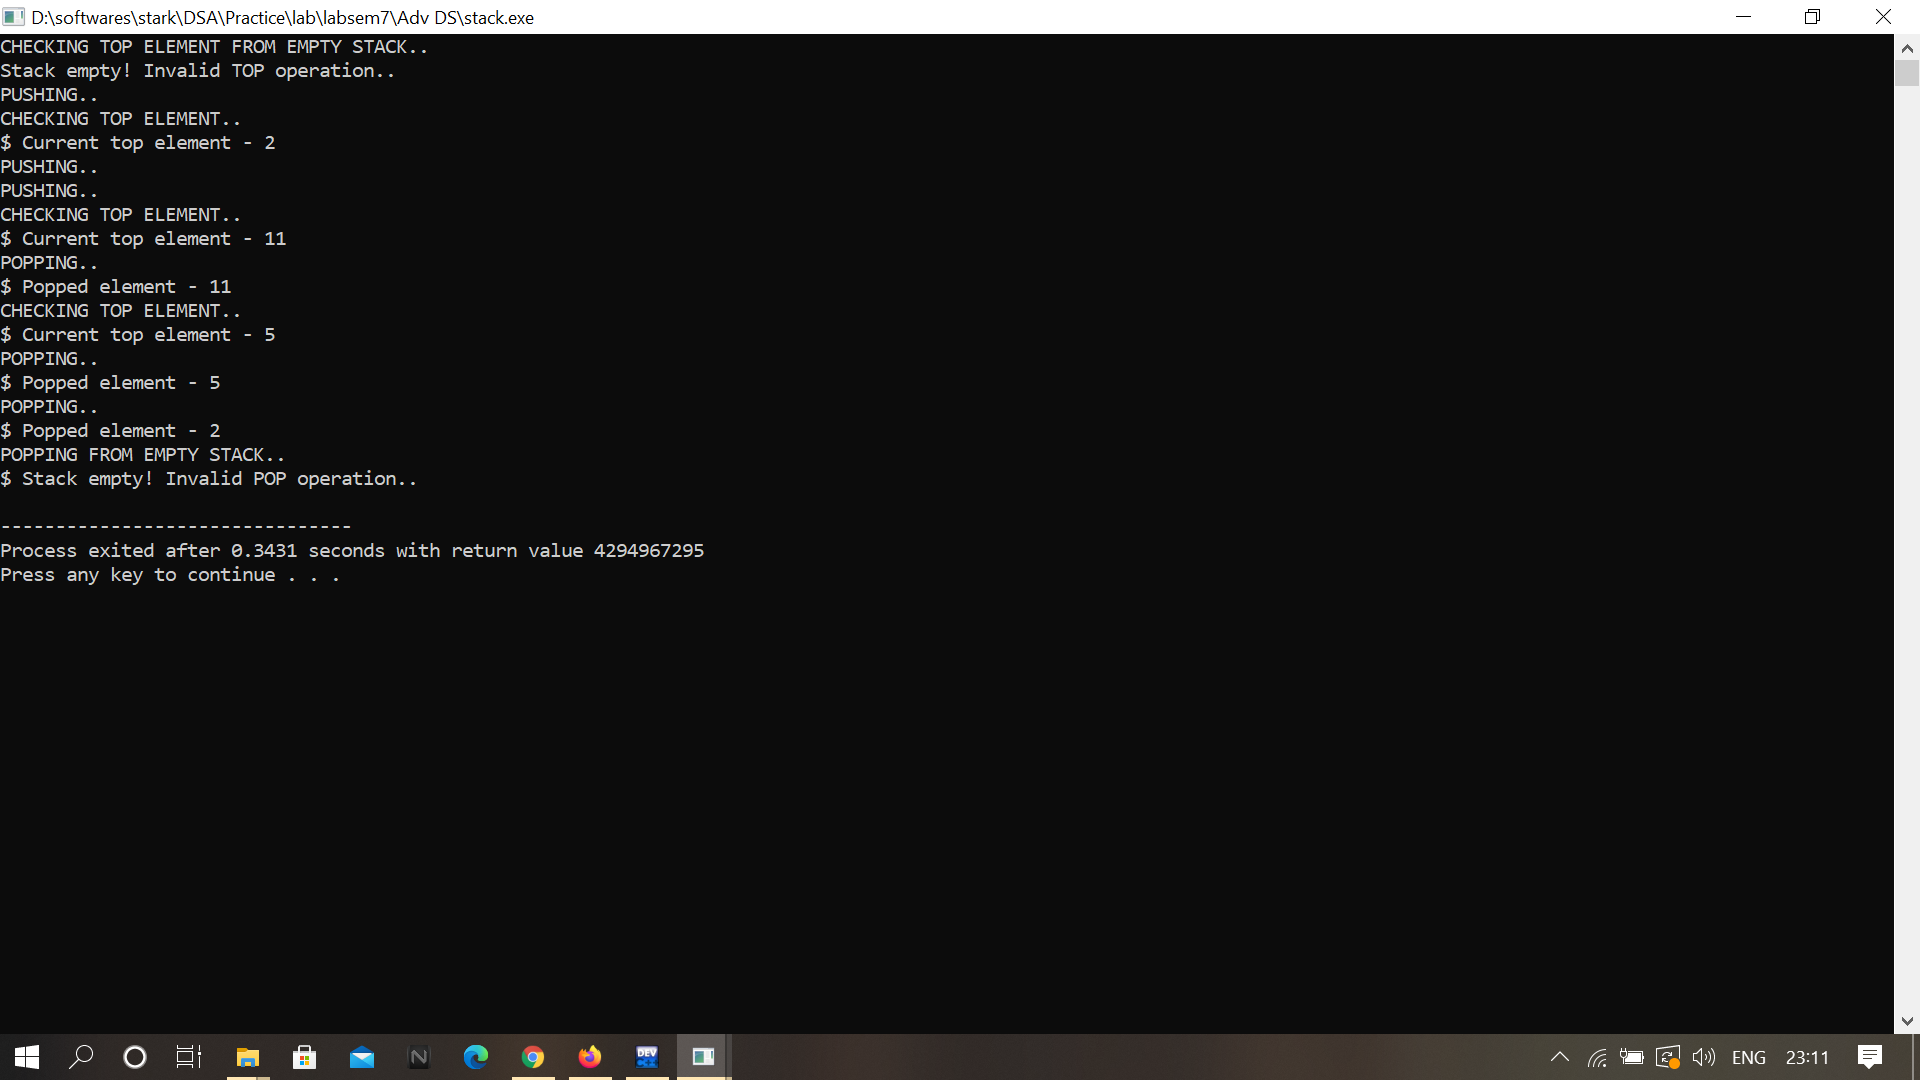 D:\softwares\stark\DSA\Practice\lab\labsem7\Adv DS\stack.exe
CHECKING TOP ELEMENT FROM EMPTY STACK..
Stack empty! Invalid TOP operation..
PUSHING..
CHECKING TOP ELEMENT..
$ Current top element - 2
PUSHING..
PUSHING..
CHECKING TOP ELEMENT..
$ Current top element - 11
POPPING..
$ Popped element - 11
CHECKING TOP ELEMENT..
$ Current top element - 5
POPPING..
$ Popped element - 5
POPPING..
$ Popped element - 2
POPPING FROM EMPTY STACK..
$ Stack empty! Invalid POP operation..
--------------------------------
Process exited after 0.3431 seconds with return value 4294967295
Press any key to continue . . .
N
DEV
C++
ENG
23:11